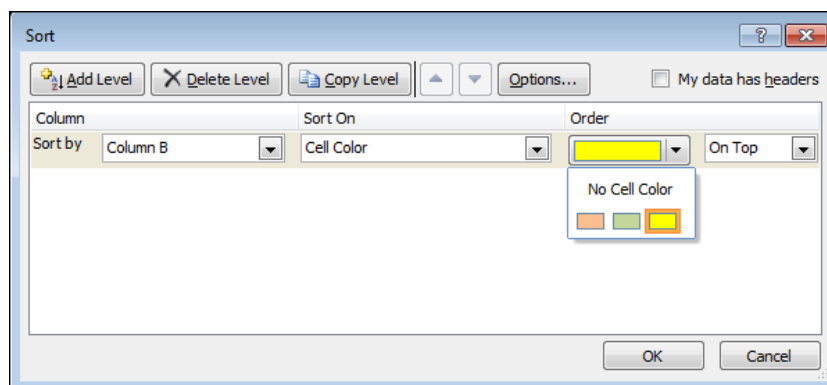 Sort
Add Level Delete Level Copy Level Options... My data has headers
Column Sort On Order
Sort by Column B Cell Color On Top
No Cell Color
OK Cancel